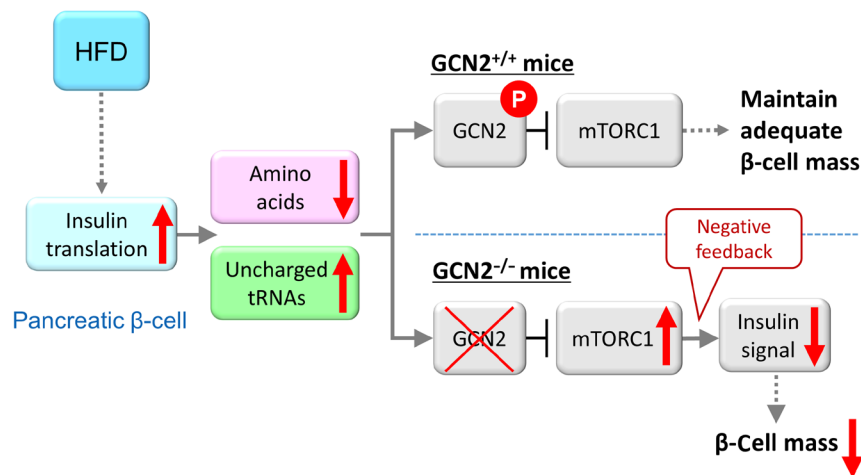 HFD
Insulin
translation
Pancreatic β-cell
Amino
acids
Uncharged
tRNAs
GCN2+/+ mice
P
GCN2
mTORC1
Maintain
adequate
β-cell mass
Negative
feedback
GCN2-/- mice
GCN2
mTORC1
Insulin
signal
β-Cell mass